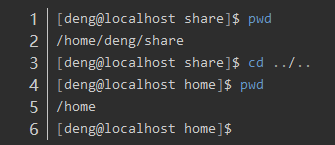 1 [deng@localhost share]$ pwd
2 /home/deng/share
3 [deng@localhost share]$ cd ../..
4 [deng@localhost home]$ pwd
5 /home
6 [deng@localhost home]$